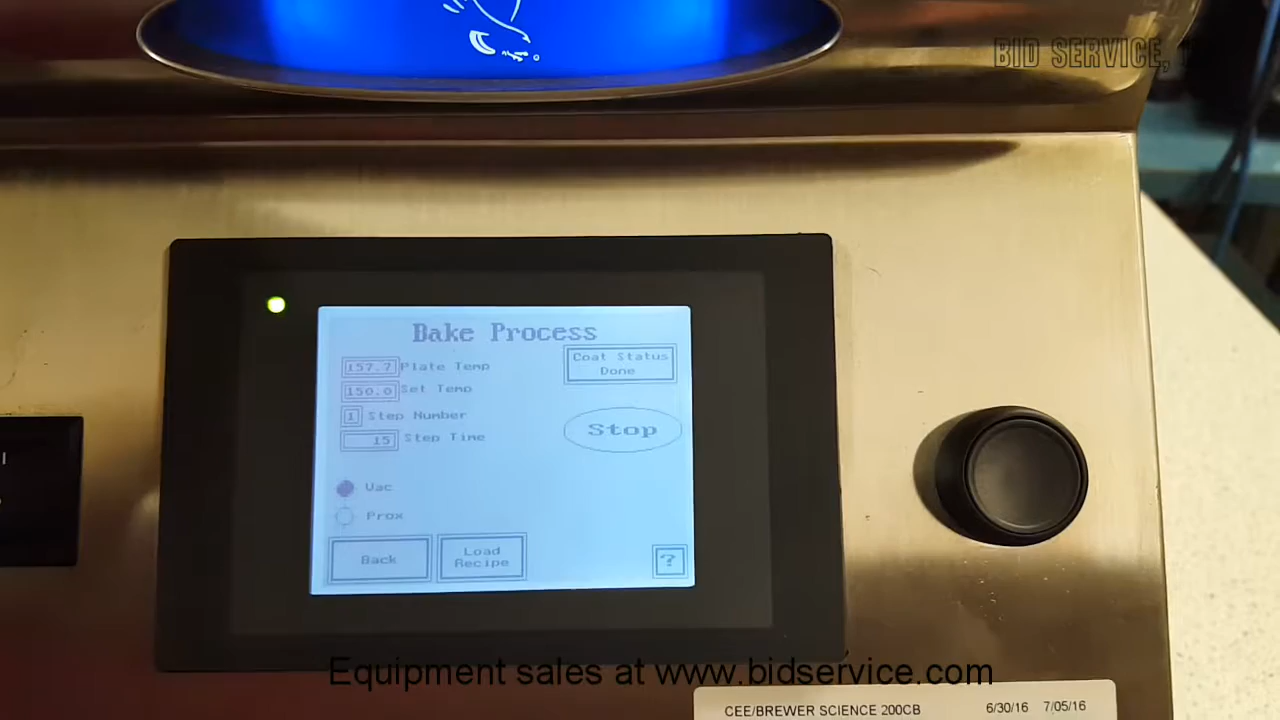 BID SERVICE,
Bake Process
157.7 Plate Temp
Coat Status
Done
150.0 Set Temp
1 Step Number
Stop
15 Step Time
Vac
Prox
Back
Load
Recipe
?
Equipment sales at www.bidservice.com
CEE/BREWER SCIENCE 200CB 6/30/16 7/05/16